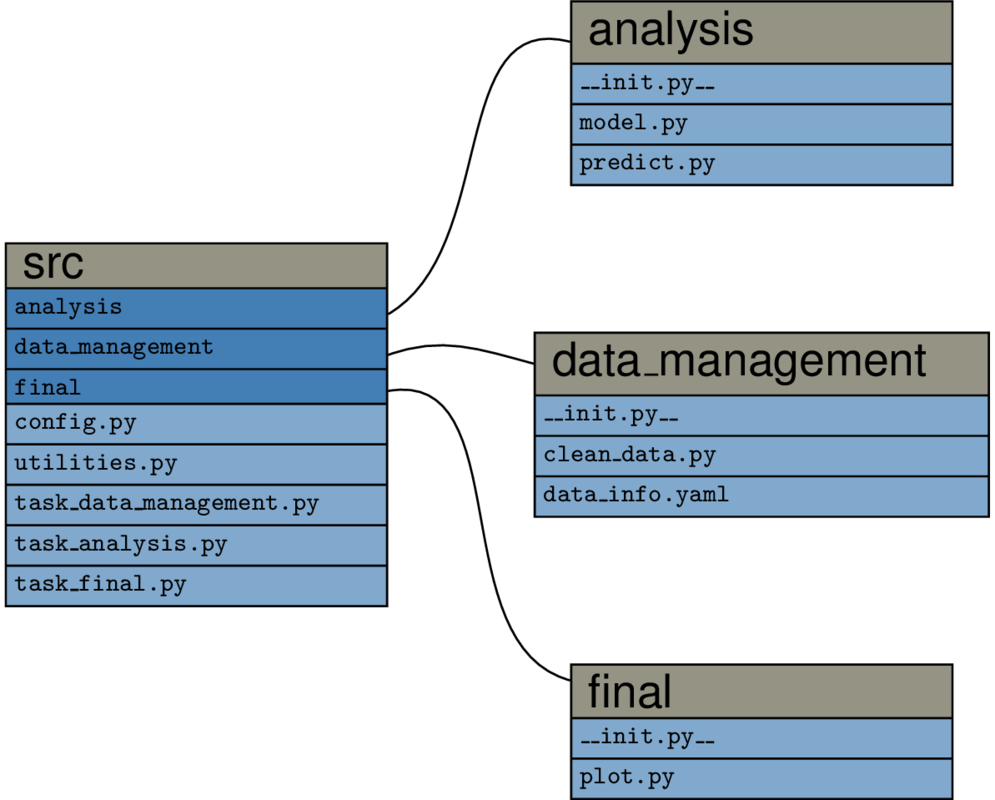 analysis
__init.py__
model.py
predict.py
src
analysis
data_management
final
config.py
utilities.py
task_data_management.py
task_analysis.py
task_final.py
data_management
__init.py__
clean_data.py
data_info.yaml
final
__init.py__
plot.py